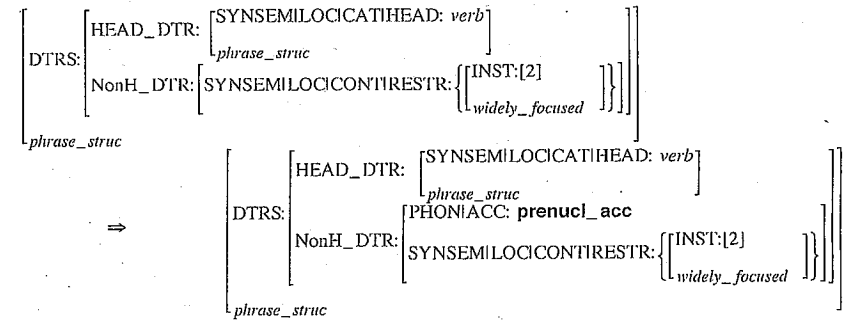 SYNSEM|LOC|CAT|HEAD: verb
HEAD_DTR:
phrase_struc
DTRS:
NonH_DTR: SYNSEM|LOC|CONT|RESTR: {[INST:[2]
widely_focused ]}
phrase_struc
SYNSEM|LOC|CAT|HEAD: verb
HEAD_DTR:
phrase_struc
DTRS:
PHON|ACC: prenucl_acc
⇒
NonH_DTR:
SYNSEM|LOC|CONT|RESTR: {[INST:[2]
widely_focused ]}
phrase_struc